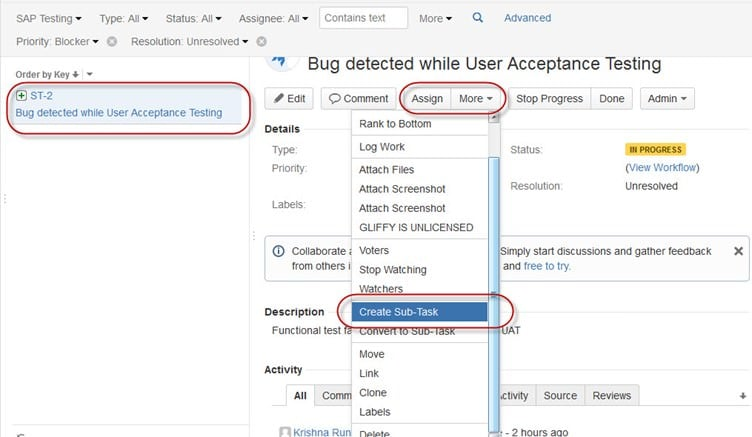 SAP Testing Type: All Status: All Assignee: All Contains text More Advanced
Priority: Blocker Resolution: Unresolved
Order by Key
ST-2
Bug detected while User Acceptance Testing
Bug detected while User Acceptance Testing
Edit Comment Assign More Stop Progress Done Admin
Details
Type:
Priority:
Labels:
Status: IN PROGRESS
(View Workflow)
Resolution: Unresolved
Rank to Bottom
Log Work
Attach Files
Attach Screenshot
Attach Screenshot
GLIFFY IS UNLICENSED
Voters
Stop Watching
Watchers
Create Sub-Task
Convert to Sub-Task
Move
Link
Clone
Labels
Delete
Collaborate Simply start discussions and gather feedback
from others and free to try.
Description
Functional test UAT
Activity
All Activity Source Reviews
Krishna - 2 hours ago